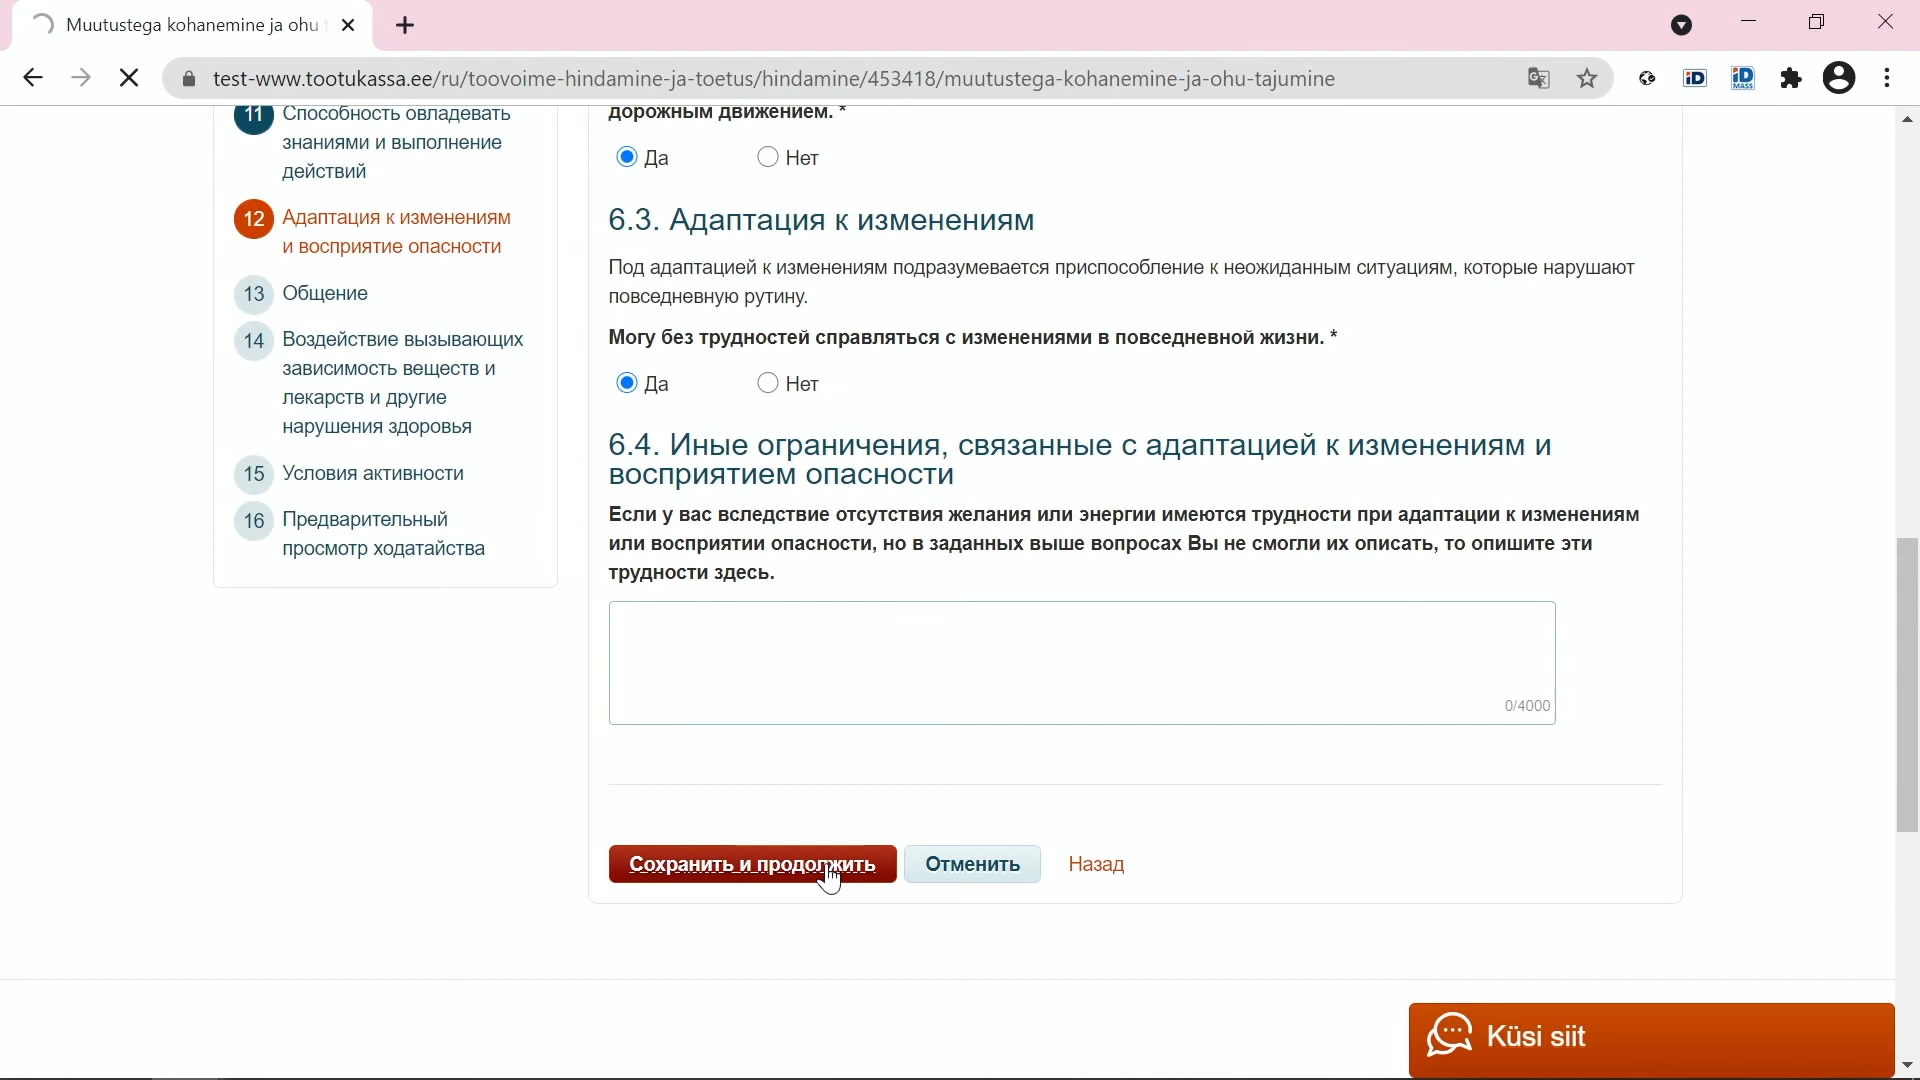 Muutustega kohanemine ja ohu
test-www.tootukassa.ee/ru/toovoime-hindamine-ja-toetus/hindamine/453418/muutustega-kohanemine-ja-ohu-tajumine
iD
iD
MASS
11 Способность овладевать
знаниями и выполнение
действий
12 Адаптация к изменениям
и восприятие опасности
13 Общение
14 Воздействие вызывающих
зависимость веществ и
лекарств и другие
нарушения здоровья
15 Условия активности
16 Предварительный
просмотр ходатайства
дорожным движением. *
Да Нет
6.3. Адаптация к изменениям
Под адаптацией к изменениям подразумевается приспособление к неожиданным ситуациям, которые нарушают
повседневную рутину.
Могу без трудностей справляться с изменениями в повседневной жизни. *
Да Нет
6.4. Иные ограничения, связанные с адаптацией к изменениям и
восприятием опасности
Если у вас вследствие отсутствия желания или энергии имеются трудности при адаптации к изменениям
или восприятии опасности, но в заданных выше вопросах Вы не смогли их описать, то опишите эти
трудности здесь.
0/4000
Сохранить и продолжить Отменить Назад
Küsi siit